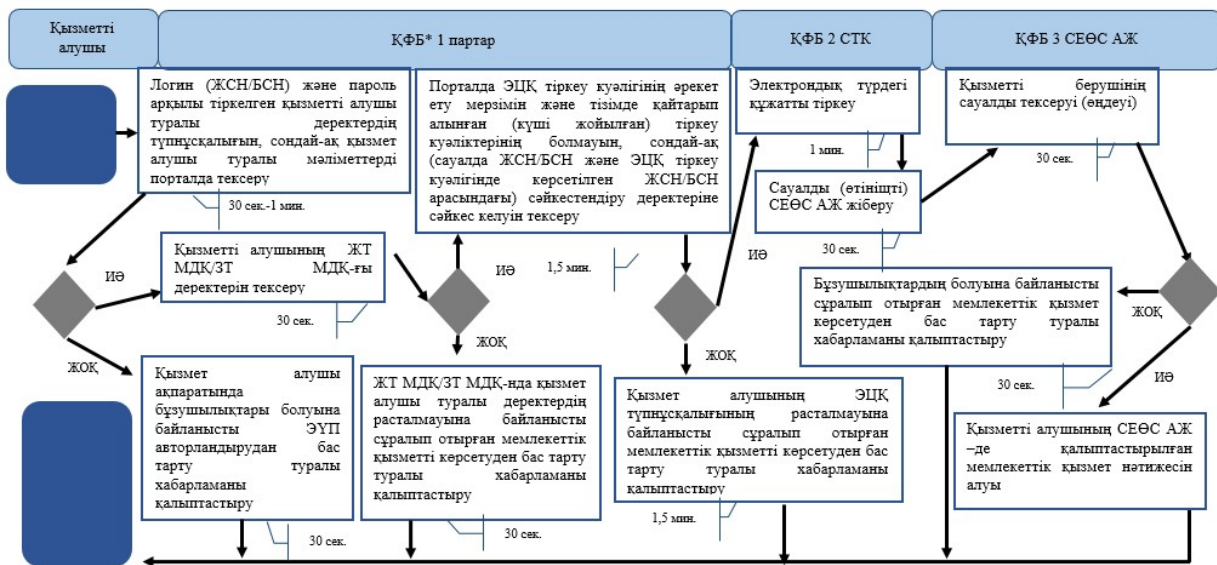 Қызметті
алушы
ҚФБ* 1 партар
ҚФБ 2 СТК
ҚФБ 3 СЕӨС АЖ
Логин (ЖСН/БСН) және пароль
арқылы тіркелген қызметті алушы
туралы деректердің
түпнұсқалығын, сондай-ақ қызмет
алушы туралы мәліметтерді
порталда тексеру
30 сек.-1 мин.
Порталда ЭЦҚ тіркеу куәлігінің әрекет
ету мерзімін және тізімде қайтарып
алынған (күші жойылған) тіркеу
куәліктерінің болмауын, сондай-ақ
(сауалда ЖСН/БСН және ЭЦҚ тіркеу
куәлігінде көрсетілген ЖСН/БСН
арасындағы) сәйкестендіру деректеріне
сәйкес келуін тексеру
1,5 мин.
Электрондық түрдегі
құжатты тіркеу
1 мин.
Қызметті берушінің
сауалды тексеруі (өңдеуі)
30 сек.
Сауалды (өтінішті)
СЕӨС АЖ жіберу
30 сек.
Қызметті алушының ЖТ
МДҚ/ЗТ МДҚ-ғы
деректерін тексеру
30 сек.
ИӘ
ИӘ
ИӘ
ЖОҚ
ЖОҚ
ЖОҚ
ЖОҚ
ИӘ
Бұзушылықтардың болуына байланысты
сұралып отырған мемлекеттік қызмет
көрсетуден бас тарту туралы
хабарламаны қалыптастыру
30 сек.
Қызмет алушы
ақпаратында
бұзушылықтары болуына
байланысты ЭҮП
авторландырудан бас
тарту туралы
хабарламаны
қалыптастыру
30 сек.
ЖТ МДҚ/ЗТ МДҚ-нда қызмет
алушы туралы деректердің
расталмауына байланысты
сұралып отырған мемлекеттік
қызметті көрсетуден бас тарту
туралы хабарламаны
қалыптастыру
30 сек.
Қызмет алушының ЭЦҚ
түпнұсқалығының расталмауына
байланысты сұралып отырған
мемлекеттік қызметті көрсетуден бас
тарту туралы хабарламаны
қалыптастыру
1,5 мин.
Қызметті алушының СЕӨС АЖ
–де қалыптастырылған
мемлекеттік қызмет нәтижесін
алуы